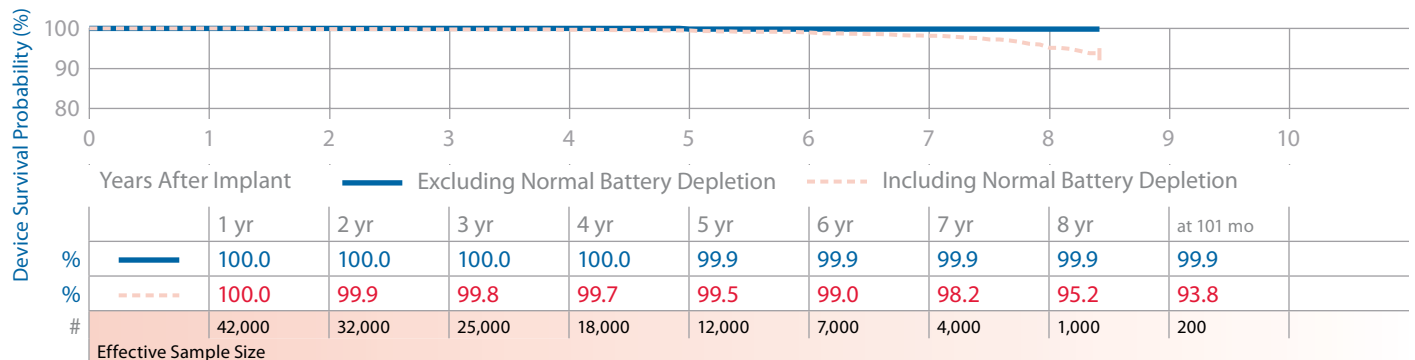 Device Survival Probability (%)
100
90
80
0 1 2 3 4 5 6 7 8 9 10
Years After Implant Excluding Normal Battery Depletion Including Normal Battery Depletion
1 yr 2 yr 3 yr 4 yr 5 yr 6 yr 7 yr 8 yr at 101 mo
% 100.0 100.0 100.0 100.0 99.9 99.9 99.9 99.9 99.9
% 100.0 99.9 99.8 99.7 99.5 99.0 98.2 95.2 93.8
# 42,000 32,000 25,000 18,000 12,000 7,000 4,000 1,000 200
Effective Sample Size